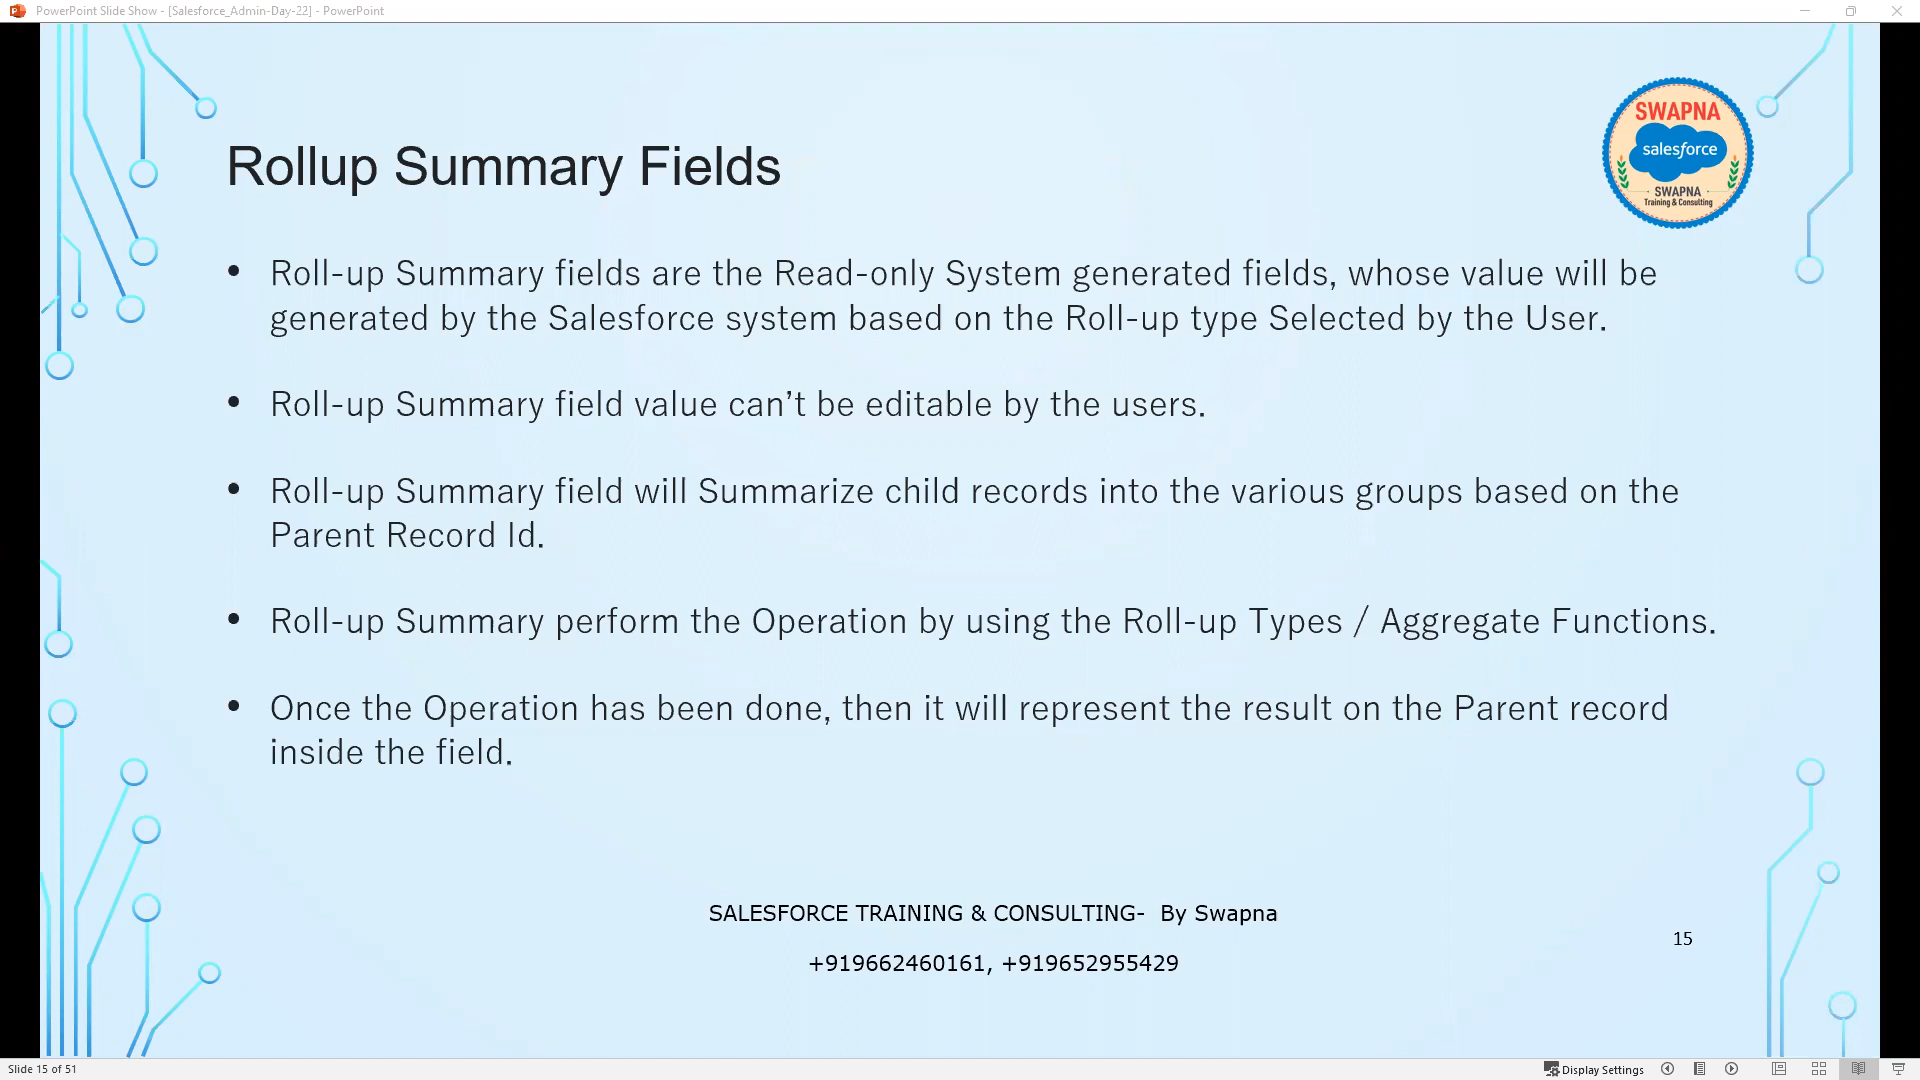 PowerPoint Slide Show - [Salesforce_Admin-Day-22] - PowerPoint
SWAPNA
salesforce
SWAPNA
Training & Consulting
Rollup Summary Fields
• Roll-up Summary fields are the Read-only System generated fields, whose value will be
generated by the Salesforce system based on the Roll-up type Selected by the User.
• Roll-up Summary field value can’t be editable by the users.
• Roll-up Summary field will Summarize child records into the various groups based on the
Parent Record Id.
• Roll-up Summary perform the Operation by using the Roll-up Types / Aggregate Functions.
• Once the Operation has been done, then it will represent the result on the Parent record
inside the field.
SALESFORCE TRAINING & CONSULTING-  By Swapna
15
+919662460161, +919652955429
Slide 15 of 51
Display Settings